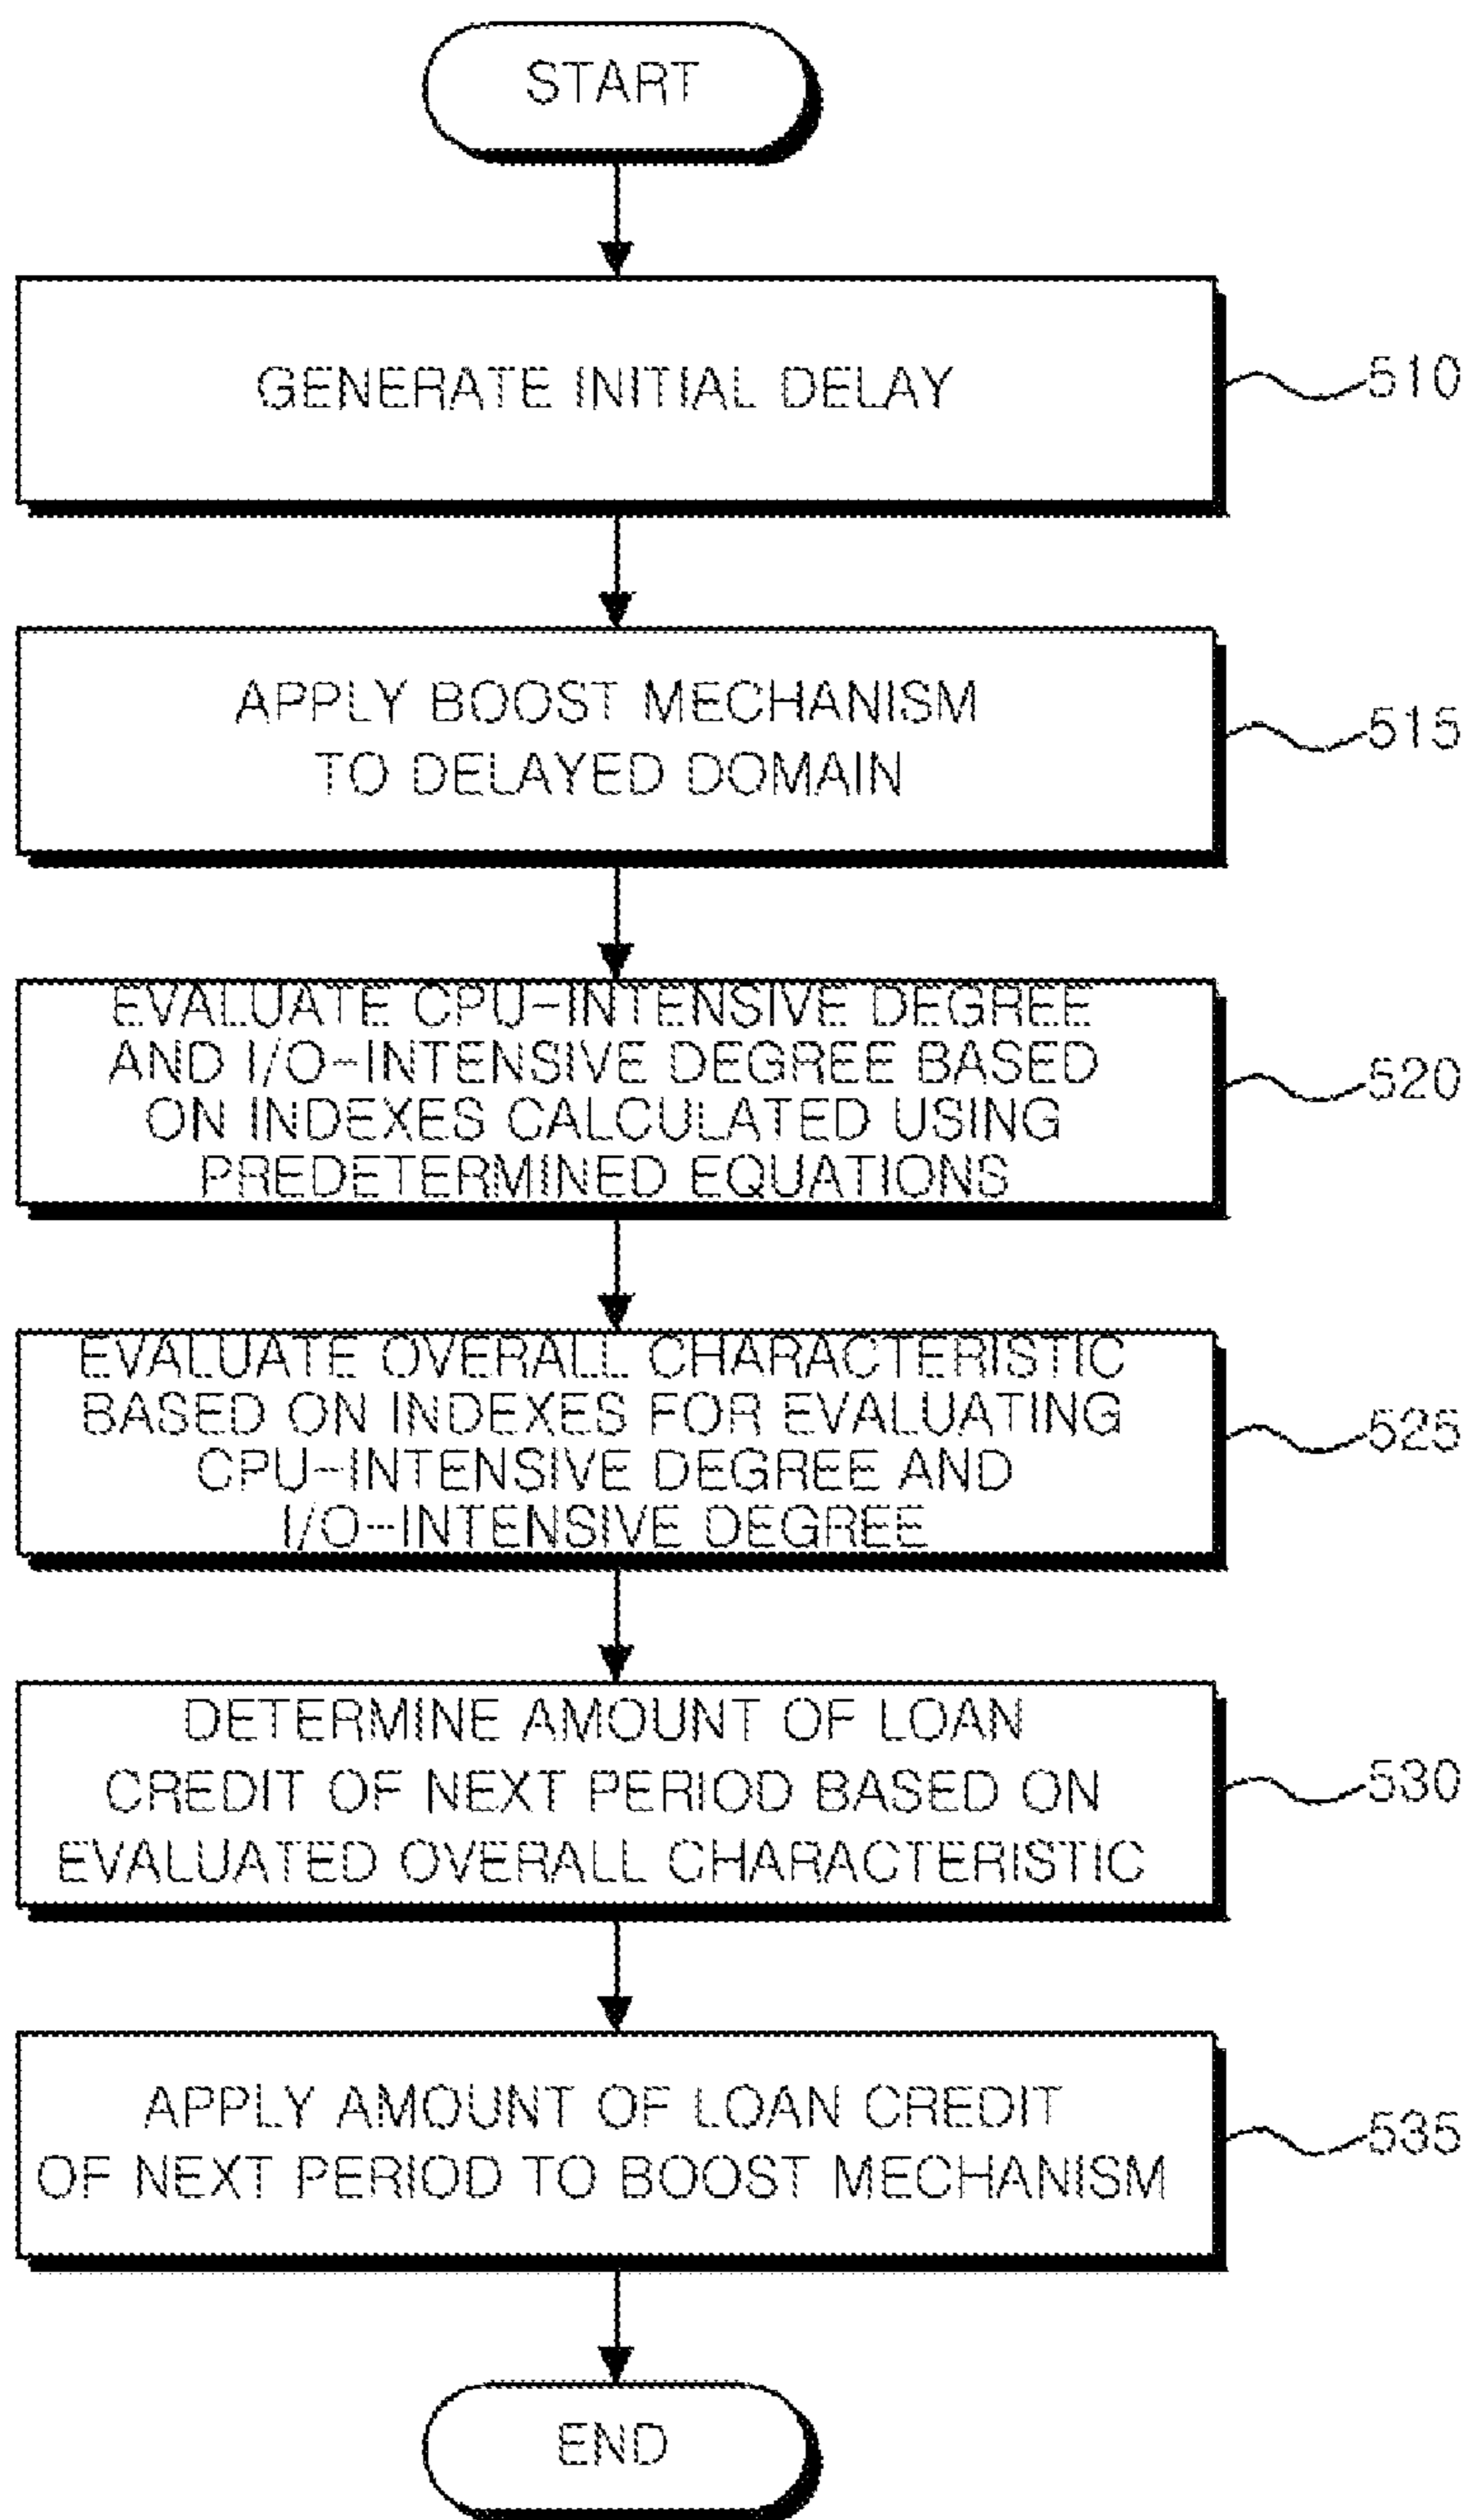 START
GENERATE INITIAL DELAY
510
APPLY BOOST MECHANISM
TO DELAYED DOMAIN
515
EVALUATE CPU-INTENSIVE DEGREE
AND I/O-INTENSIVE DEGREE BASED
ON INDEXES CALCULATED USING
PREDETERMINED EQUATIONS
520
EVALUATE OVERALL CHARACTERISTIC
BASED ON INDEXES FOR EVALUATING
CPU-INTENSIVE DEGREE AND
I/O-INTENSIVE DEGREE
525
DETERMINE AMOUNT OF LOAN
CREDIT OF NEXT PERIOD BASED ON
EVALUATED OVERALL CHARACTERISTIC
530
APPLY AMOUNT OF LOAN CREDIT
OF NEXT PERIOD TO BOOST MECHANISM
535
END